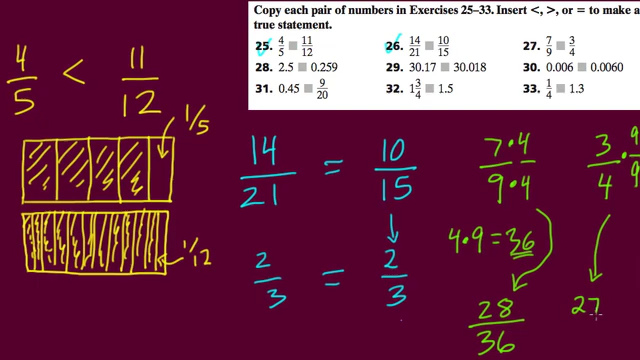 Copy each pair of numbers in Exercises 25–33. Insert <, >, or = to make a
true statement.
25. 4/5 ■ 11/12 26. 14/21 ■ 10/15 27. 7/9 ■ 3/4
28. 2.5 ■ 0.259 29. 30.17 ■ 30.018 30. 0.006 ■ 0.0060
31. 0.45 ■ 9/20 32. 1 3/4 ■ 1.5 33. 1/4 ■ 1.3
4/5 < 11/12
1/5
1/12
14/21 = 10/15
2/3 = 2/3
7·4/9·4
4·9=36
28/36
3/4 · 9/9
27